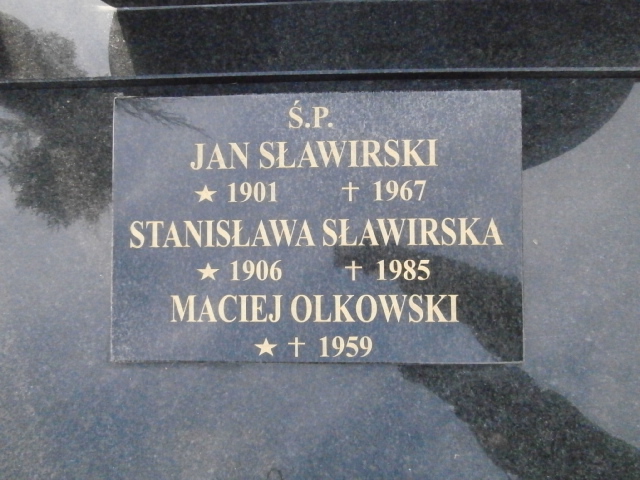 Ś.P.
JAN SŁAWIRSKI
★ 1901 † 1967
STANISŁAWA SŁAWIRSKA
★ 1906 † 1985
MACIEJ OLKOWSKI
★ † 1959